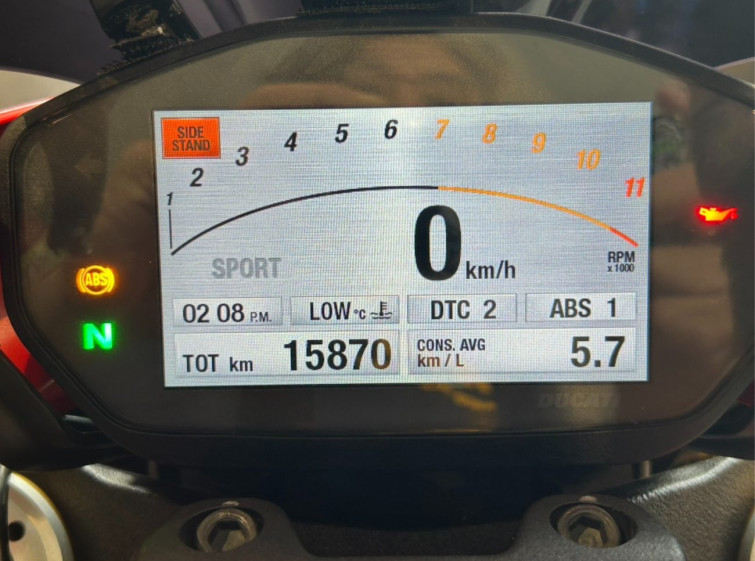 SIDE
STAND
1 2 3 4 5 6 7 8 9 10 11
RPM
x 1000
SPORT
0 km/h
ABS
N
02 08 P.M.
LOW °C
DTC 2
ABS 1
TOT km 15870
CONS. AVG
km / L
5.7
DUCATI